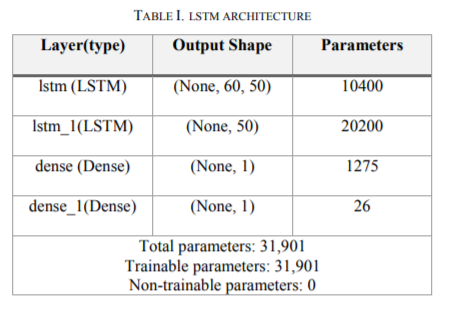 TABLE I. LSTM ARCHITECTURE
Layer(type) Output Shape Parameters
lstm (LSTM) (None, 60, 50) 10400
lstm_1(LSTM) (None, 50) 20200
dense (Dense) (None, 1) 1275
dense_1(Dense) (None, 1) 26
Total parameters: 31,901
Trainable parameters: 31,901
Non-trainable parameters: 0